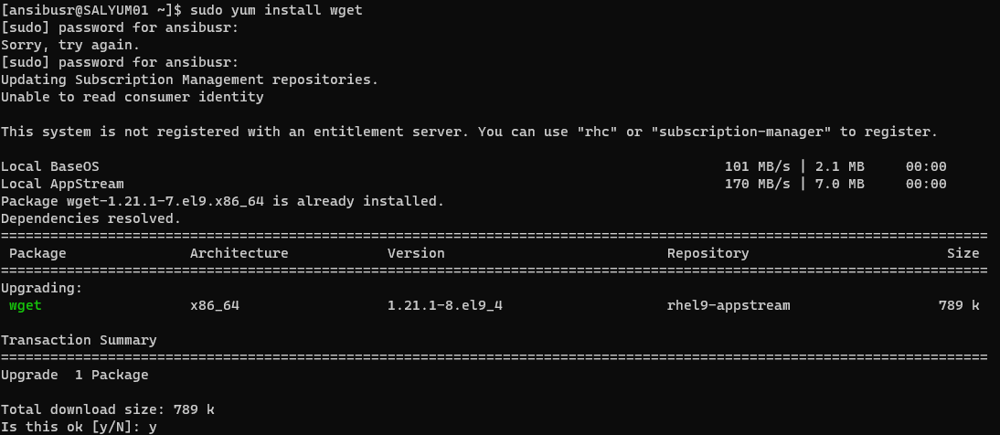 [ansibusr@SALYUM01 ~]$ sudo yum install wget
[sudo] password for ansibusr:
Sorry, try again.
[sudo] password for ansibusr:
Updating Subscription Management repositories.
Unable to read consumer identity
This system is not registered with an entitlement server. You can use "rhc" or "subscription-manager" to register.
Local BaseOS 101 MB/s | 2.1 MB 00:00
Local AppStream 170 MB/s | 7.0 MB 00:00
Package wget-1.21.1-7.el9.x86_64 is already installed.
Dependencies resolved.
========================================================================================================================
Package Architecture Version Repository Size
========================================================================================================================
Upgrading:
wget x86_64 1.21.1-8.el9_4 rhel9-appstream 789 k
Transaction Summary
========================================================================================================================
Upgrade 1 Package
Total download size: 789 k
Is this ok [y/N]: y